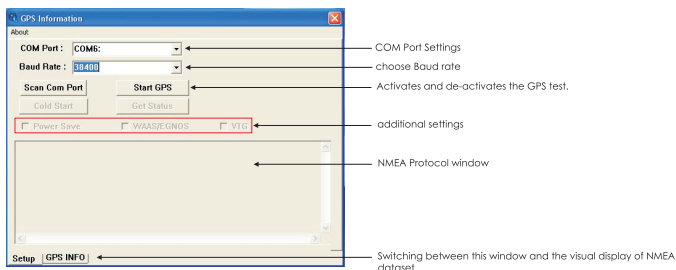 GPS Information
About
COM Port : COM6: COM Port Settings
Baud Rate : 38400 choose Baud rate
Scan Com Port Start GPS Activates and de-activates the GPS test.
Cold Start Get Status
Power Save WAAS/EGNOS VTG additional settings
NMEA Protocol window
Setup GPS INFO Switching between this window and the visual display of NMEA
dataset